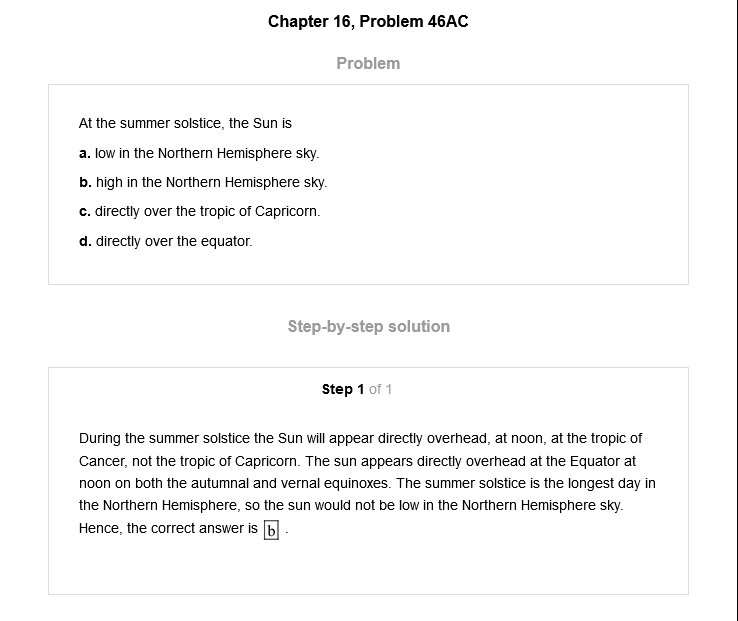 Chapter 16, Problem 46AC
Problem
At the summer solstice, the Sun is
a. low in the Northern Hemisphere sky.
b. high in the Northern Hemisphere sky.
c. directly over the tropic of Capricorn.
d. directly over the equator.
Step-by-step solution
Step 1 of 1
During the summer solstice the Sun will appear directly overhead, at noon, at the tropic of
Cancer, not the tropic of Capricorn. The sun appears directly overhead at the Equator at
noon on both the autumnal and vernal equinoxes. The summer solstice is the longest day in
the Northern Hemisphere, so the sun would not be low in the Northern Hemisphere sky.
Hence, the correct answer is b .